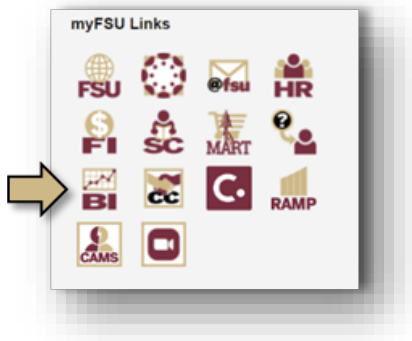 myFSU Links
FSU @fsu HR
$ FI SC MART ?
BI CC C. RAMP
CAMS